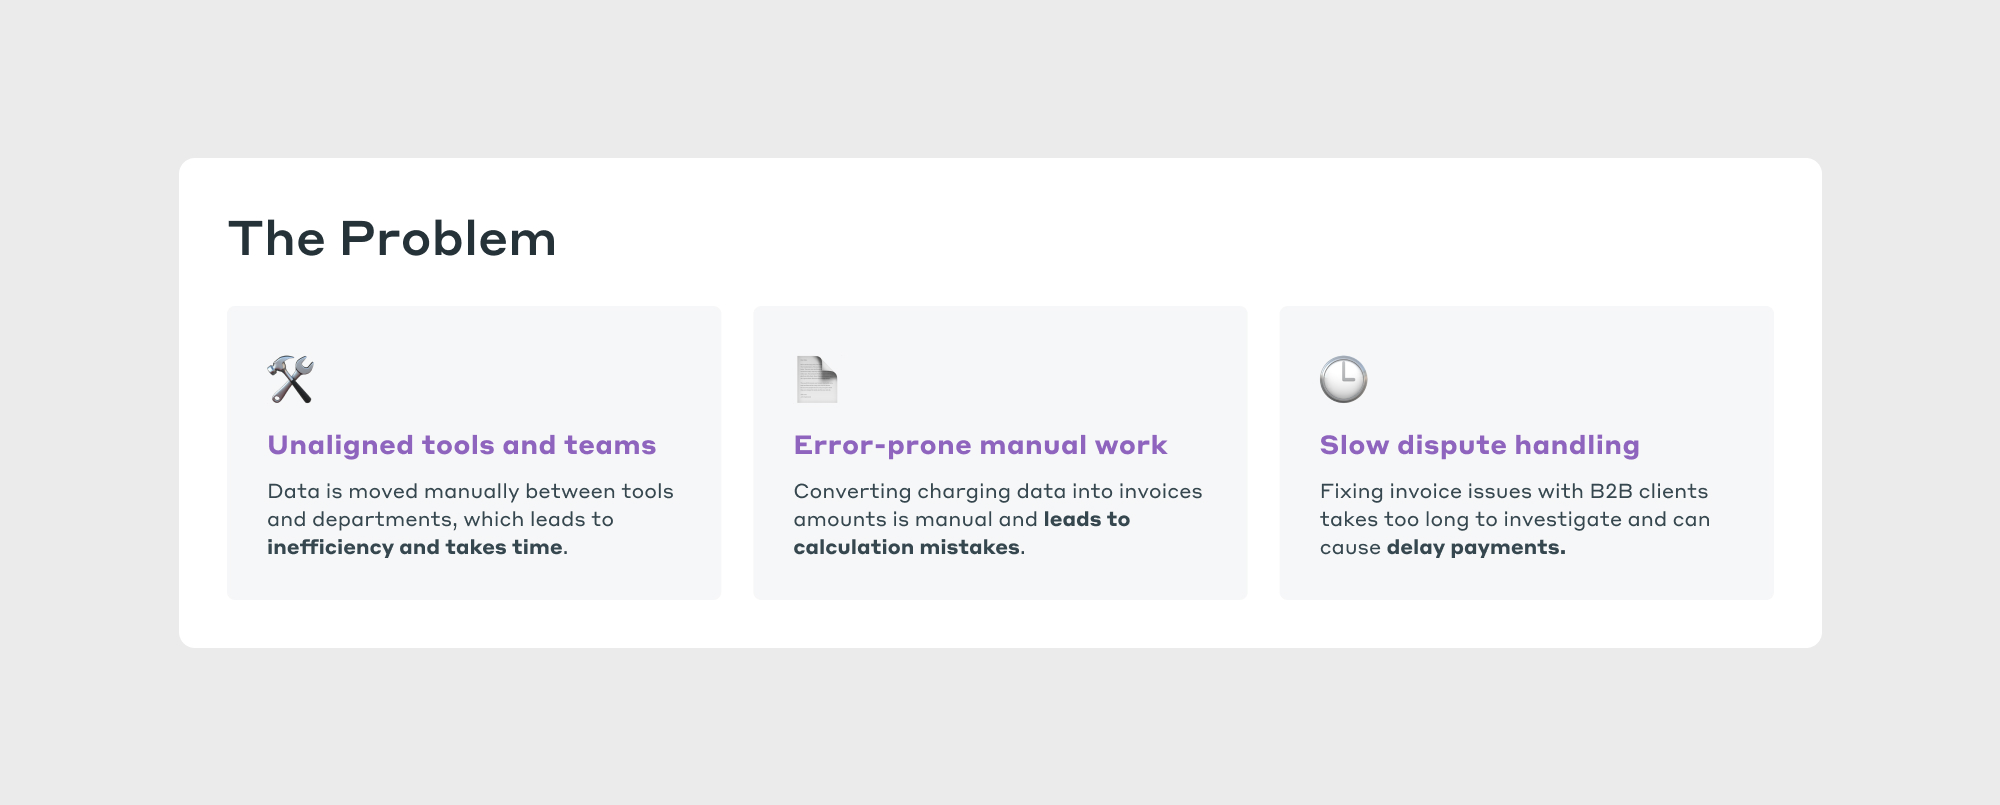 The Problem
Unaligned tools and teams
Data is moved manually between tools
and departments, which leads to
inefficiency and takes time.
Error-prone manual work
Converting charging data into invoices
amounts is manual and leads to
calculation mistakes.
Slow dispute handling
Fixing invoice issues with B2B clients
takes too long to investigate and can
cause delay payments.